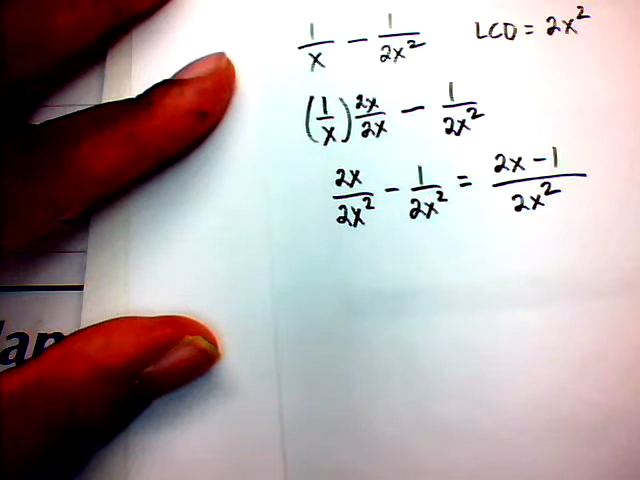 1/x - 1/2x² LCD = 2x²
(1/x) 2x/2x - 1/2x²
2x/2x² - 1/2x² = 2x-1/2x²